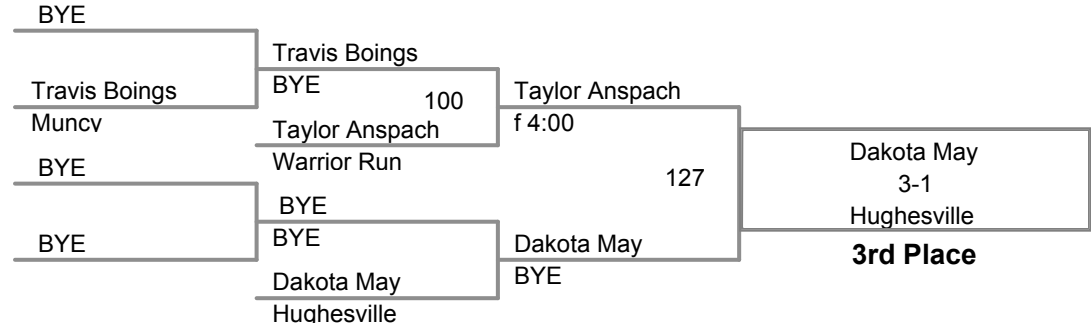 BYE
Travis Boings
Muncy
BYE
BYE
Travis Boings
BYE
100
Taylor Anspach
Warrior Run
BYE
BYE
Dakota May
Hughesville
Taylor Anspach
f 4:00
127
Dakota May
BYE
Dakota May
3-1
Hughesville
3rd Place